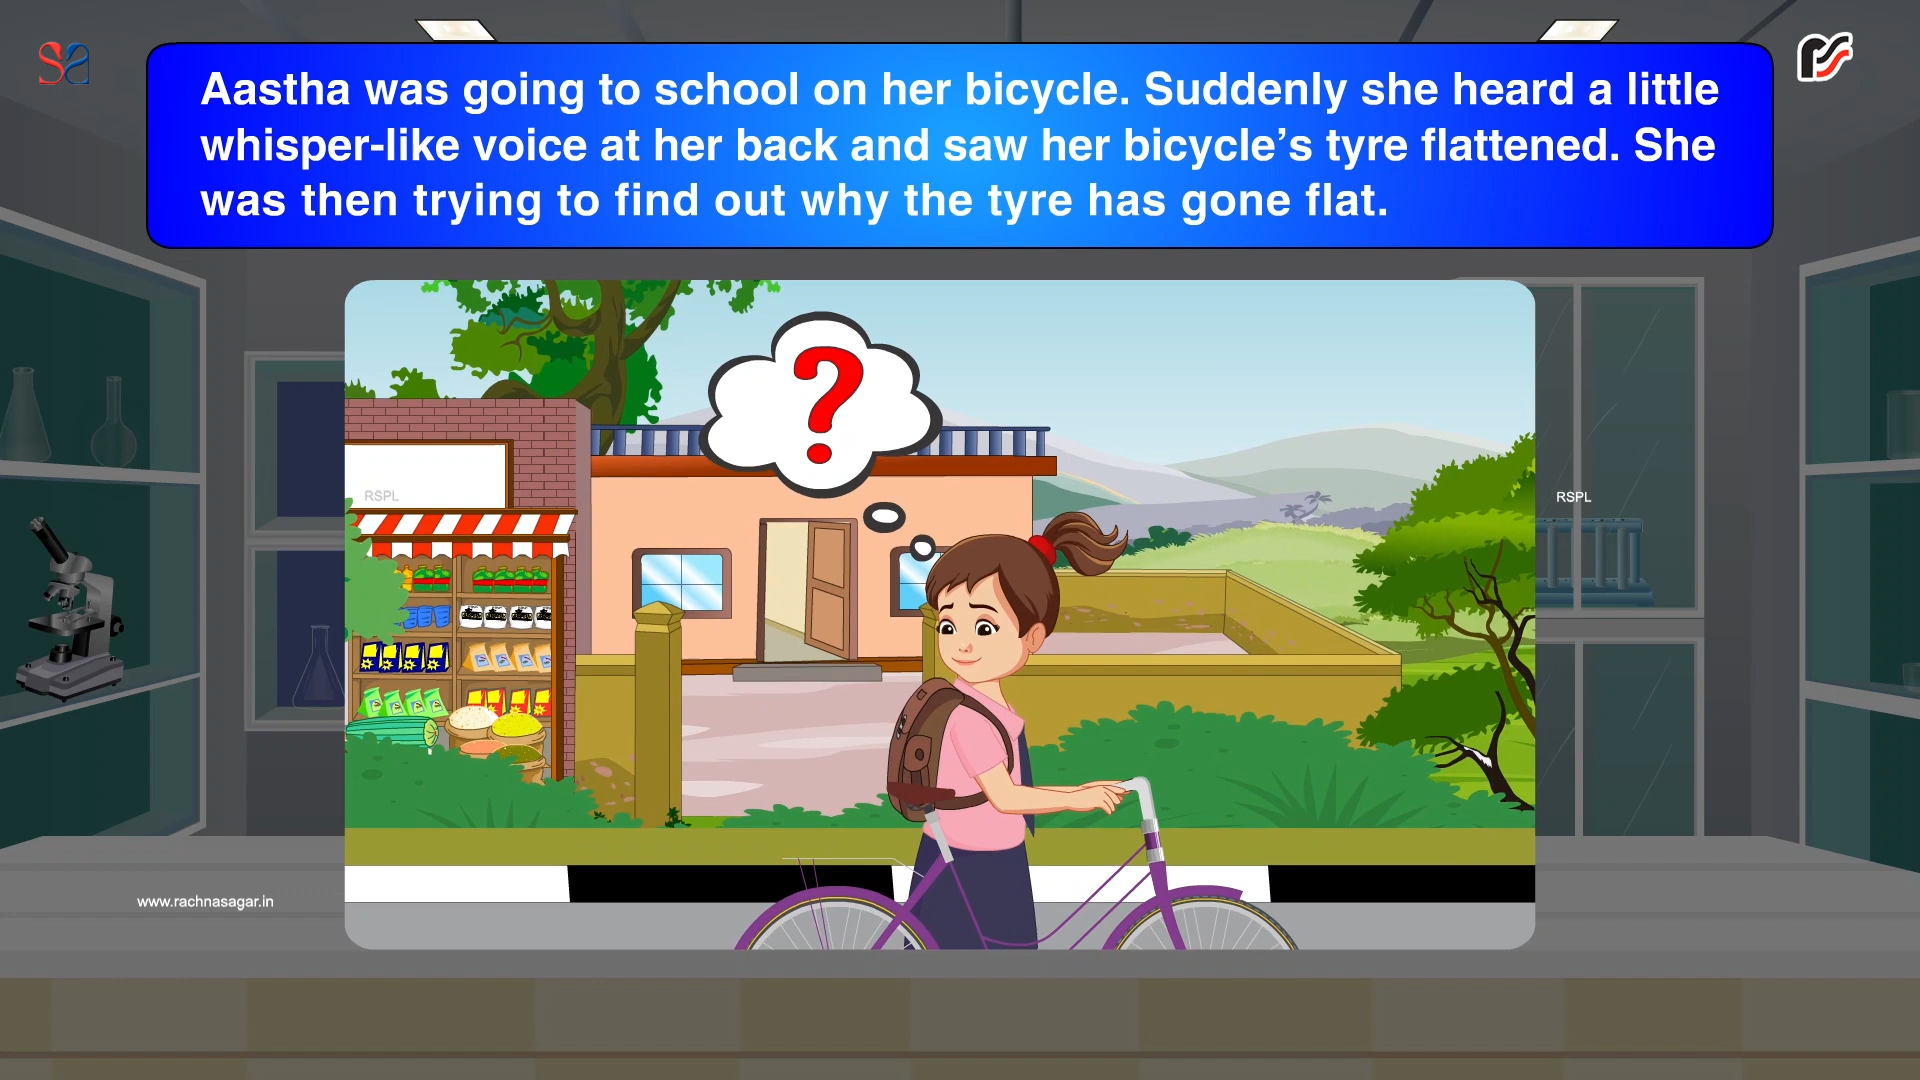 Aastha was going to school on her bicycle. Suddenly she heard a little
whisper-like voice at her back and saw her bicycle’s tyre flattened. She
was then trying to find out why the tyre has gone flat.
?
RSPL
RSPL
www.rachnasagar.in